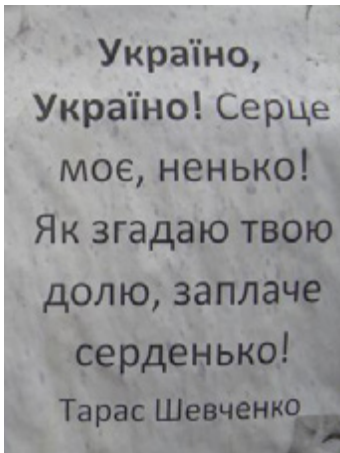 Україно,
Україно! Серце
моє, ненько!
Як згадаю твою
долю, заплаче
серденько!
Тарас Шевченко